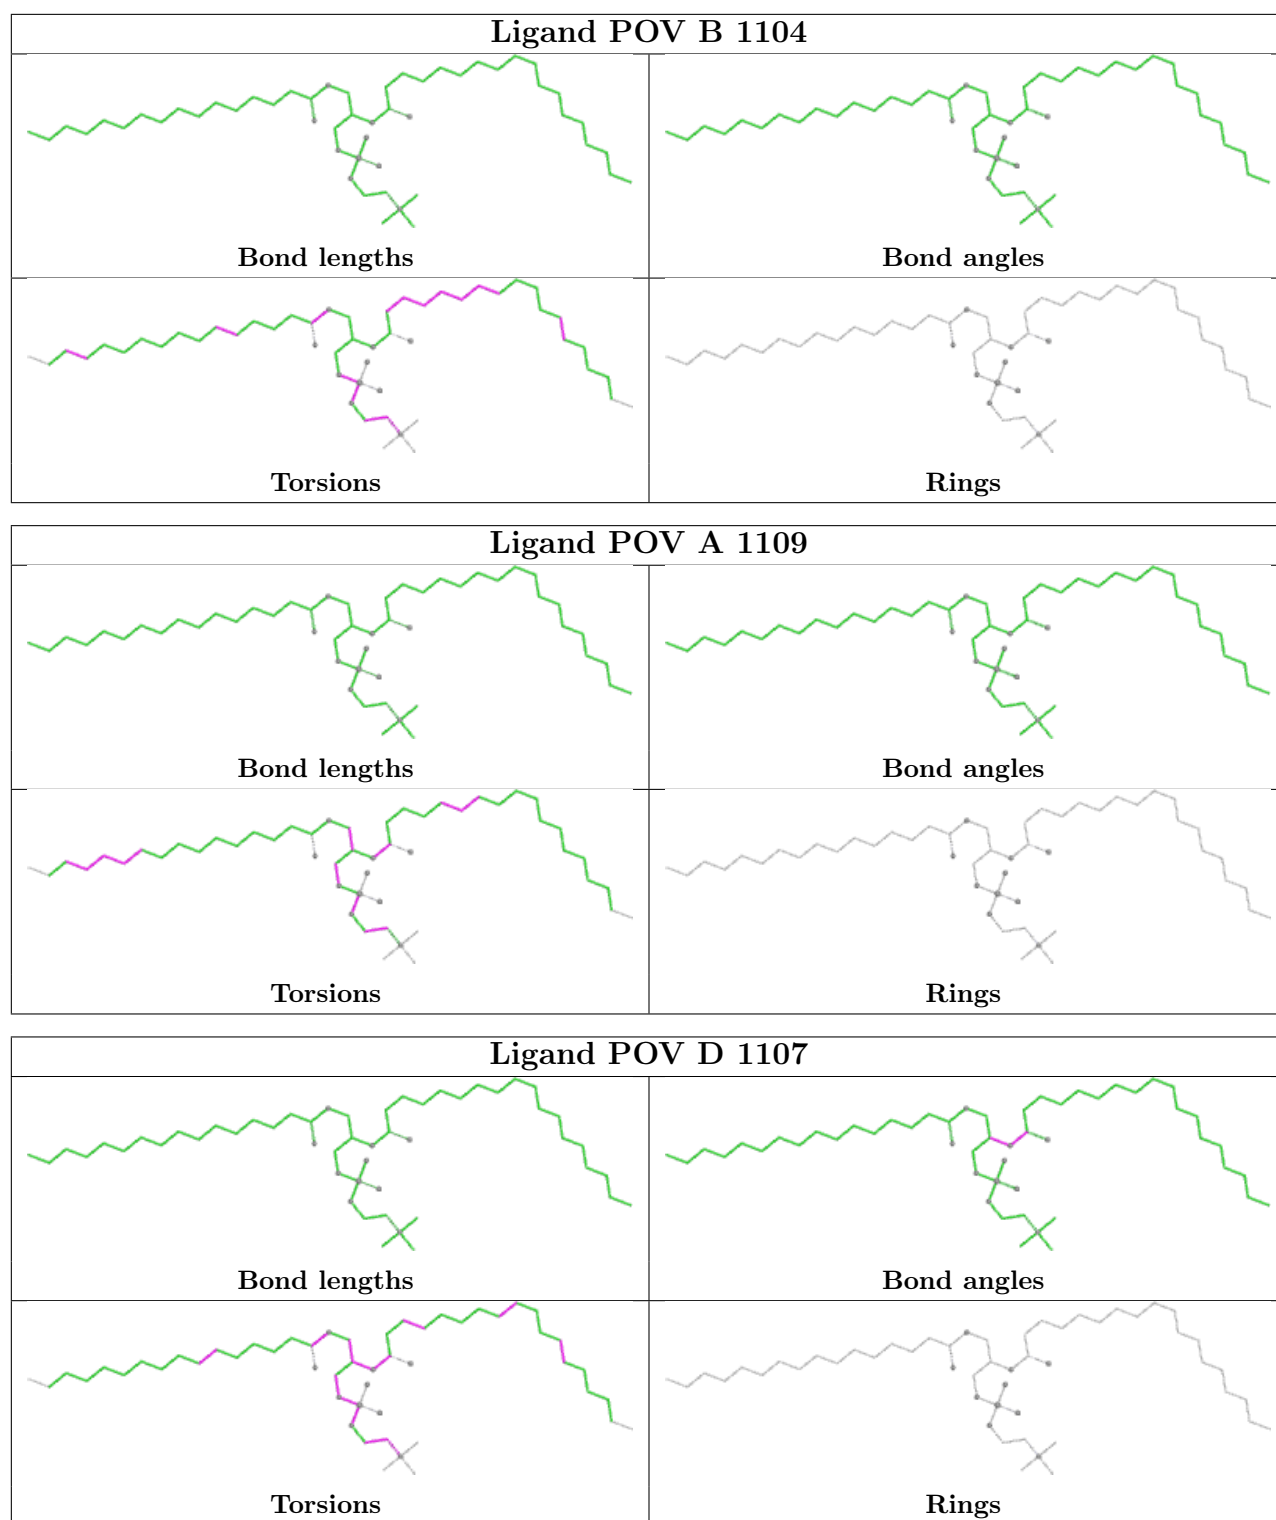 Ligand POV B 1104
Bond lengths
Bond angles
Torsions
Rings
Ligand POV A 1109
Bond lengths
Bond angles
Torsions
Rings
Ligand POV D 1107
Bond lengths
Bond angles
Torsions
Rings